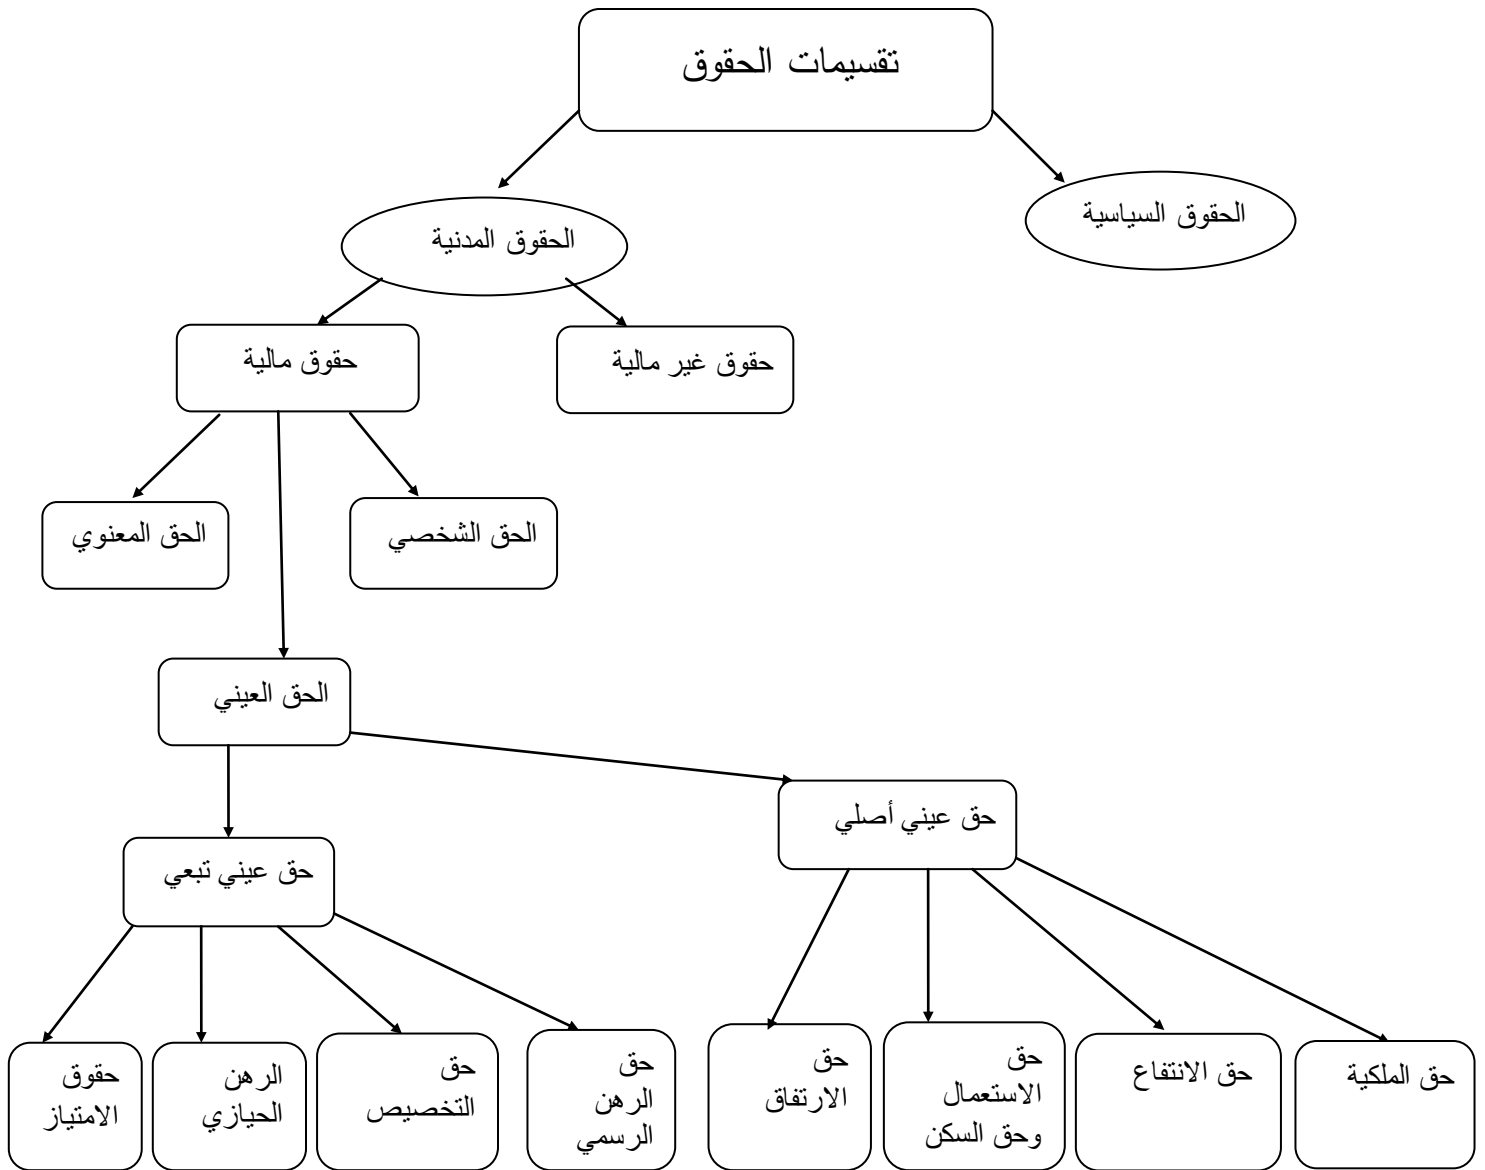 تقسيمات الحقوق
الحقوق السياسية
الحقوق المدنية
حقوق غير مالية
حقوق مالية
الحق الشخصي
الحق المعنوي
الحق العيني
حق عيني أصلي
حق عيني تبعي
حق الملكية
حق الانتفاع
حق
الاستعمال
وحق السكن
حق
الارتفاق
حق
الرهن
الرسمي
حق
التخصيص
الرهن
الحيازي
حقوق
الامتياز